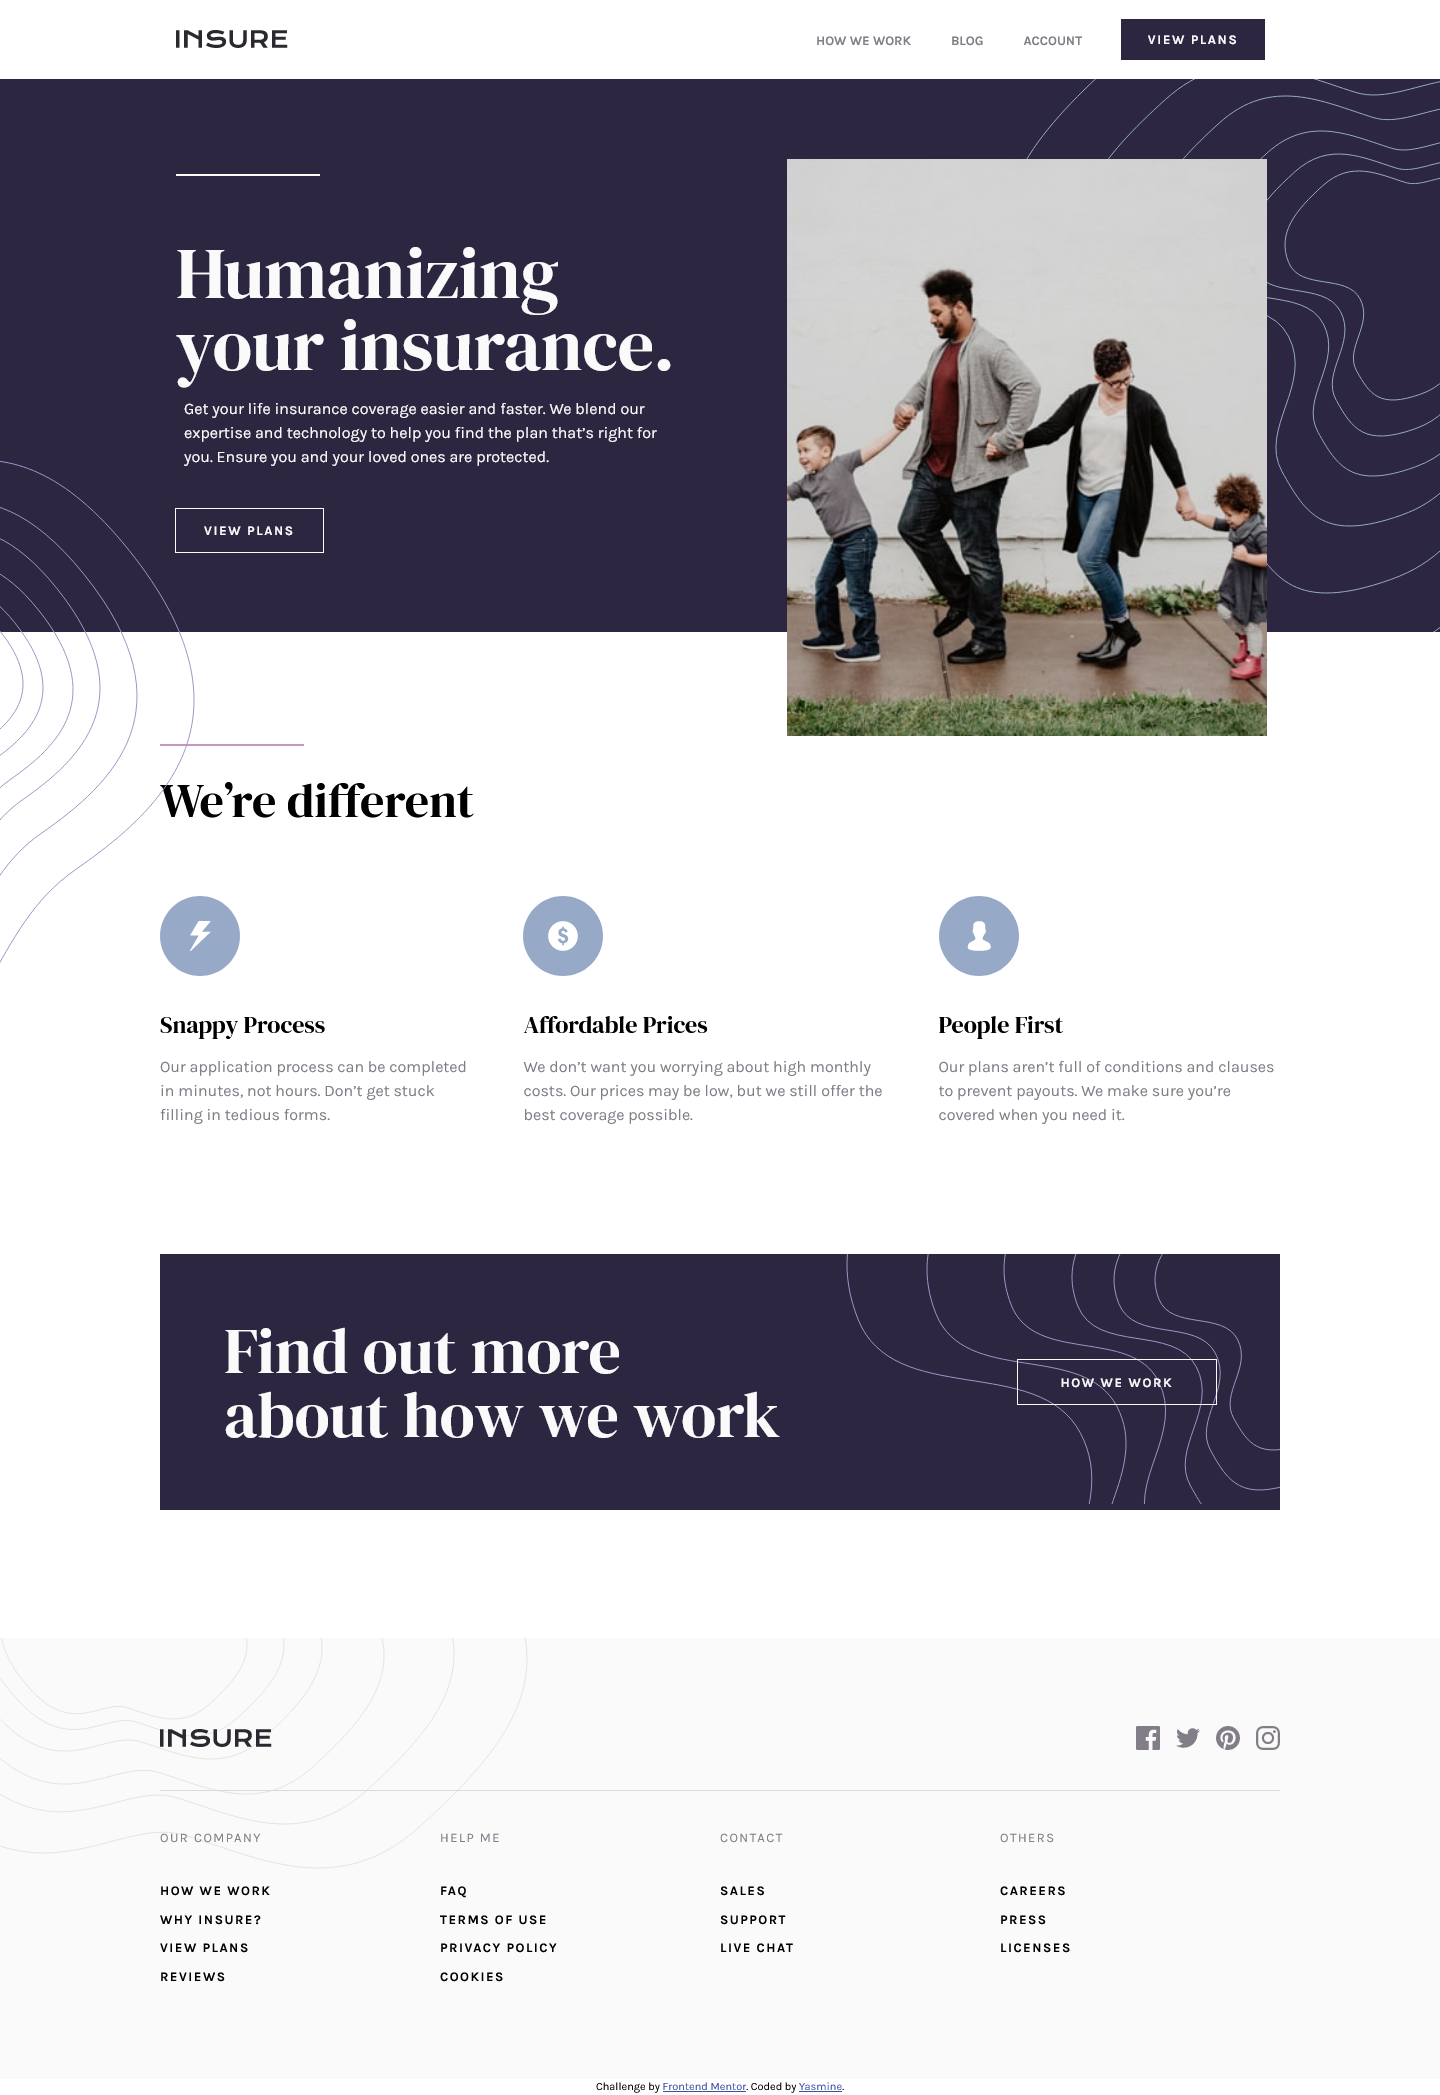 INSURE
HOW WE WORK
BLOG
ACCOUNT
VIEW PLANS
Humanizing
your insurance.
Get your life insurance coverage easier and faster. We blend our
expertise and technology to help you find the plan that’s right for
you. Ensure you and your loved ones are protected.
VIEW PLANS
We’re different
Snappy Process
Our application process can be completed
in minutes, not hours. Don’t get stuck
filling in tedious forms.
Affordable Prices
We don’t want you worrying about high monthly
costs. Our prices may be low, but we still offer the
best coverage possible.
People First
Our plans aren’t full of conditions and clauses
to prevent payouts. We make sure you’re
covered when you need it.
Find out more
about how we work
HOW WE WORK
INSURE
OUR COMPANY
HOW WE WORK
WHY INSURE?
VIEW PLANS
REVIEWS
HELP ME
FAQ
TERMS OF USE
PRIVACY POLICY
COOKIES
CONTACT
SALES
SUPPORT
LIVE CHAT
OTHERS
CAREERS
PRESS
LICENSES
Challenge by Frontend Mentor. Coded by Yasmine.